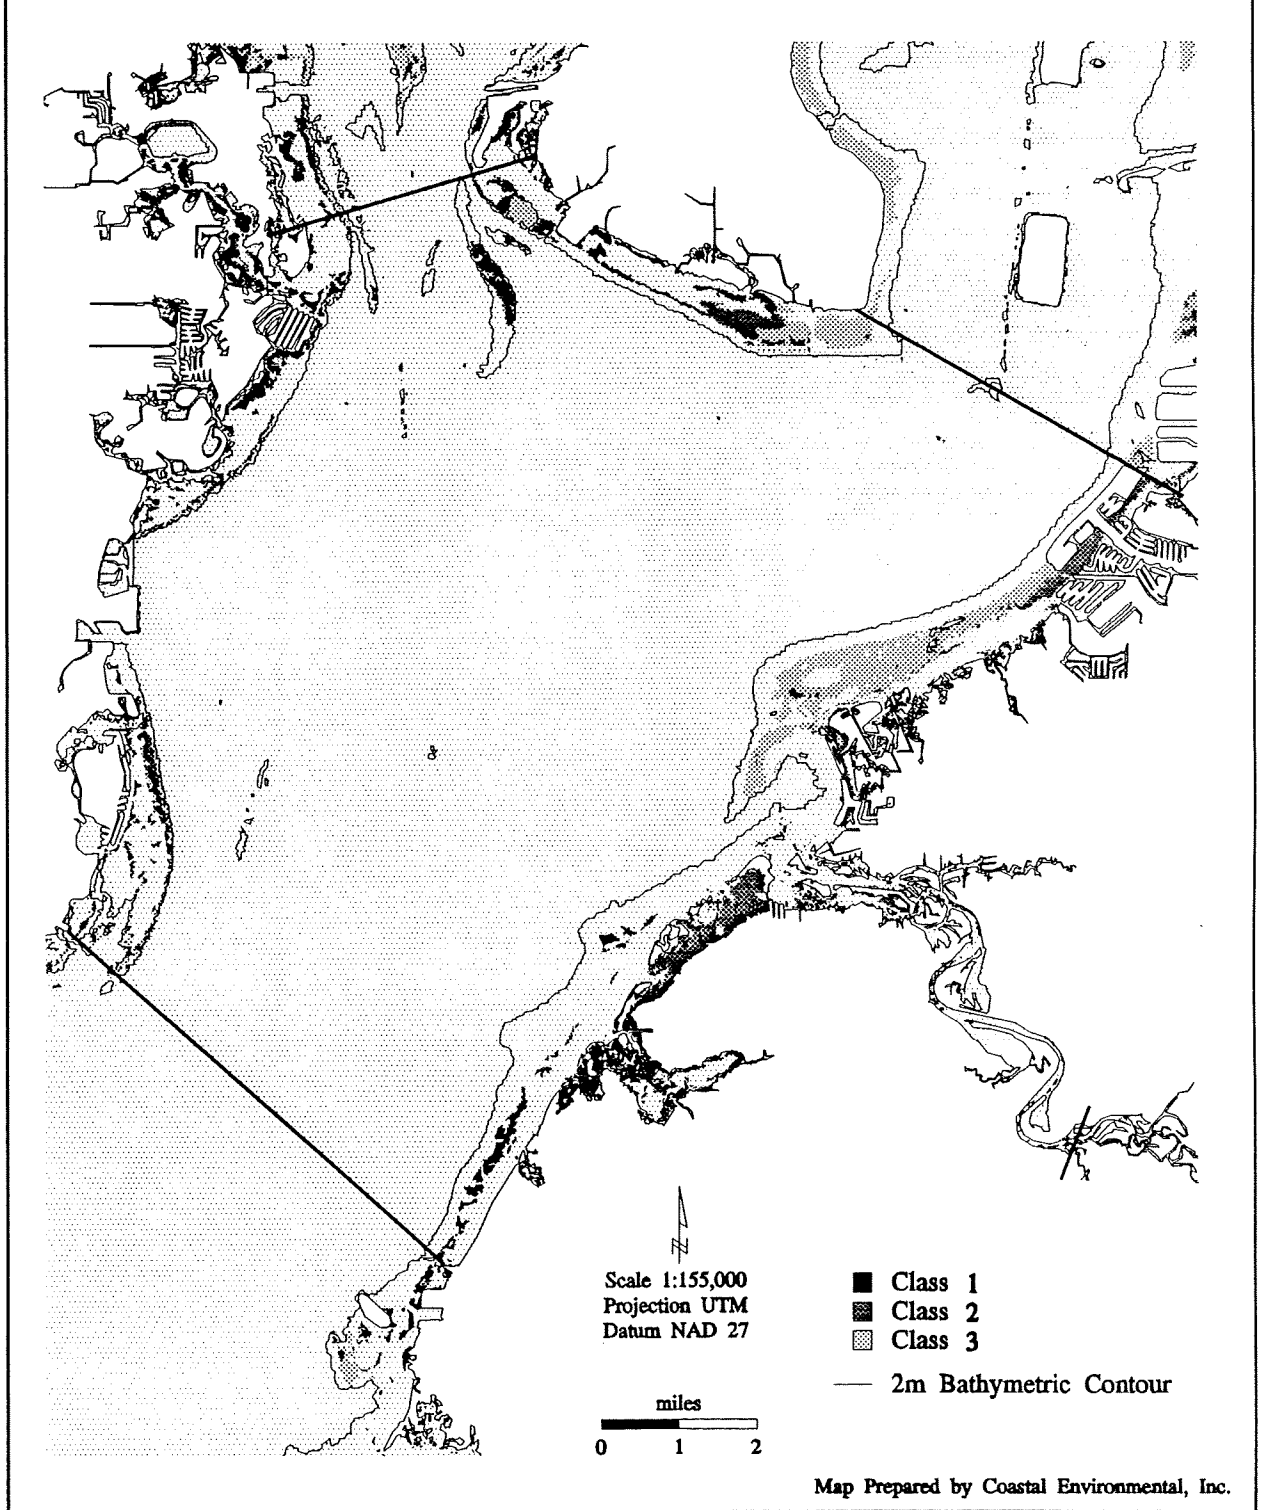 Scale 1:155,000
Projection UTM
Datum NAD 27
Class 1
Class 2
Class 3
2m Bathymetric Contour
miles
0 1 2
Map Prepared by Coastal Environmental, Inc.